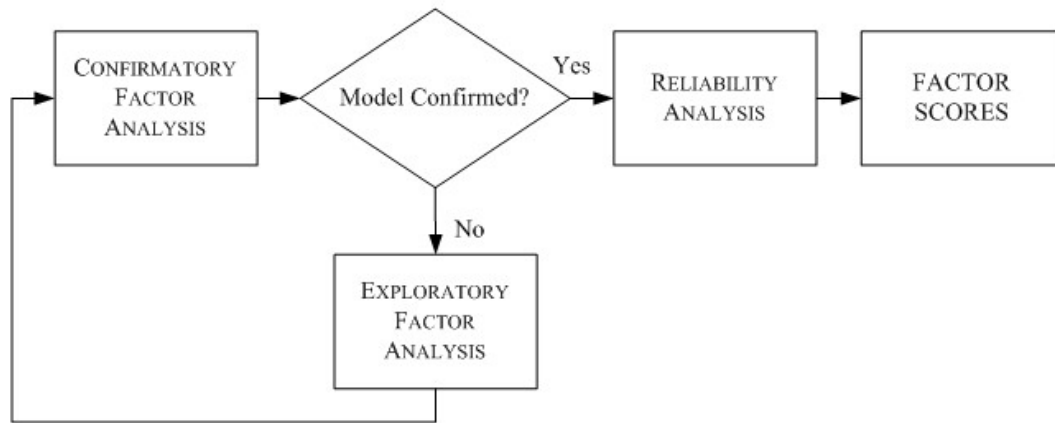 CONFIRMATORY
FACTOR
ANALYSIS
Model Confirmed?
Yes
RELIABILITY
ANALYSIS
FACTOR
SCORES
No
EXPLORATORY
FACTOR
ANALYSIS